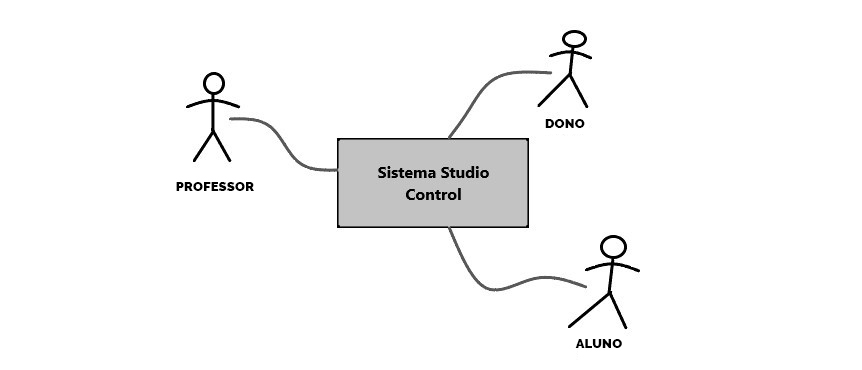 DONO
PROFESSOR
Sistema Studio
Control
ALUNO